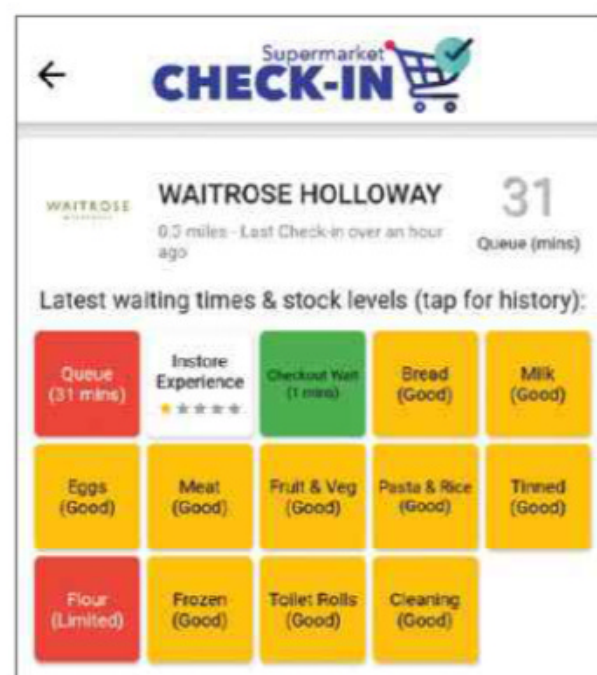 Supermarket
CHECK-IN
WAITROSE
WAITROSE HOLLOWAY
31
0.3 miles - Last Check-in over an hour
ago
Queue (mins)
Latest waiting times & stock levels (tap for history):
Queue
(31 mins)
Instore
Experience
Checkout Wait
(1 mins)
Bread
(Good)
Milk
(Good)
Eggs
(Good)
Meat
(Good)
Fruit & Veg
(Good)
Pasta & Rice
(Good)
Tinned
(Good)
Flour
(Limited)
Frozen
(Good)
Toilet Rolls
(Good)
Cleaning
(Good)